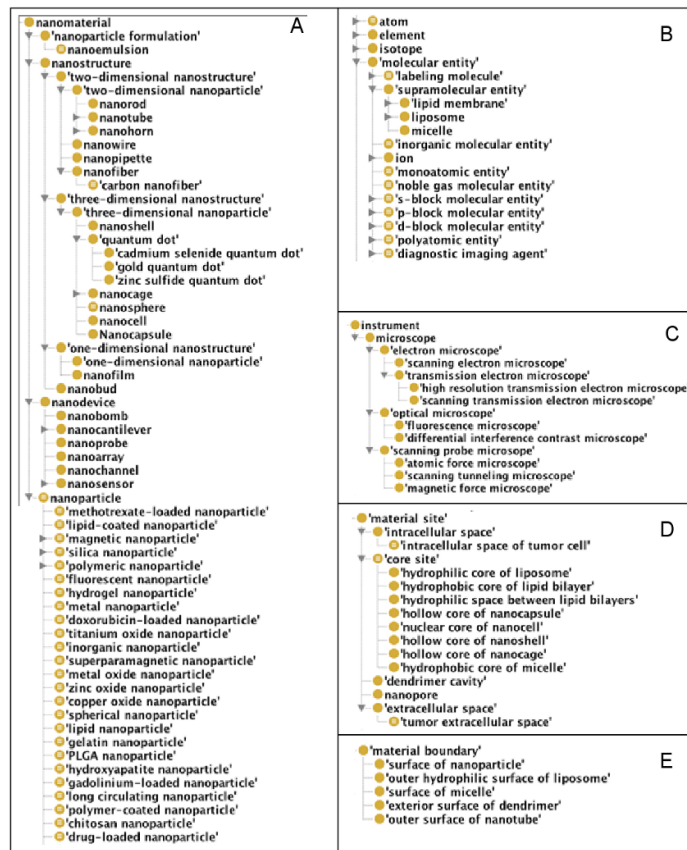 A
nanomaterial
'nanoparticle formulation'
nanoemulsion
nanostructure
'two-dimensional nanostructure'
'two-dimensional nanoparticle'
nanorod
nanotube
nanohorn
nanowire
nanopipette
nanofiber
'carbon nanofiber'
'three-dimensional nanostructure'
'three-dimensional nanoparticle'
nanoshell
'quantum dot'
'cadmium selenide quantum dot'
'gold quantum dot'
'zinc sulfide quantum dot'
nanocage
nanosphere
nanocell
Nanocapsule
'one-dimensional nanostructure'
'one-dimensional nanoparticle'
nanofilm
nanobud
nanodevice
nanobomb
nanocantilever
nanoprobe
nanoarray
nanochannel
nanosensor
nanoparticle
'methotrexate-loaded nanoparticle'
'lipid-coated nanoparticle'
'magnetic nanoparticle'
'silica nanoparticle'
'polymeric nanoparticle'
'fluorescent nanoparticle'
'hydrogel nanoparticle'
'metal nanoparticle'
'doxorubicin-loaded nanoparticle'
'titanium oxide nanoparticle'
'inorganic nanoparticle'
'superparamagnetic nanoparticle'
'metal oxide nanoparticle'
'zinc oxide nanoparticle'
'copper oxide nanoparticle'
'spherical nanoparticle'
'lipid nanoparticle'
'gelatin nanoparticle'
'PLGA nanoparticle'
'hydroxyapatite nanoparticle'
'gadolinium-loaded nanoparticle'
'long circulating nanoparticle'
'polymer-coated nanoparticle'
'chitosan nanoparticle'
'drug-loaded nanoparticle'
B
atom
element
isotope
'molecular entity'
'labeling molecule'
'supramolecular entity'
'lipid membrane'
liposome
micelle
'inorganic molecular entity'
ion
'monoatomic entity'
'noble gas molecular entity'
's-block molecular entity'
'p-block molecular entity'
'd-block molecular entity'
'polyatomic entity'
'diagnostic imaging agent'
C
instrument
microscope
'electron microscope'
'scanning electron microscope'
'transmission electron microscope'
'high resolution transmission electron microscope
'scanning transmission electron microscope'
'optical microscope'
'fluorescence microscope'
'differential interference contrast microscope'
'scanning probe microsope'
'atomic force microscope'
'scanning tunneling microscope'
'magnetic force microscope'
D
'material site'
'intracellular space'
'intracellular space of tumor cell'
'core site'
'hydrophilic core of liposome'
'hydrophobic core of lipid bilayer'
'hydrophilic space between lipid bilayers'
'hollow core of nanocapsule'
'nuclear core of nanocell'
'hollow core of nanoshell'
'hollow core of nanocage'
'hydrophobic core of micelle'
'dendrimer cavity'
nanopore
'extracellular space'
'tumor extracellular space'
E
'material boundary'
'surface of nanoparticle'
'outer hydrophilic surface of liposome'
'surface of micelle'
'exterior surface of dendrimer'
'outer surface of nanotube'